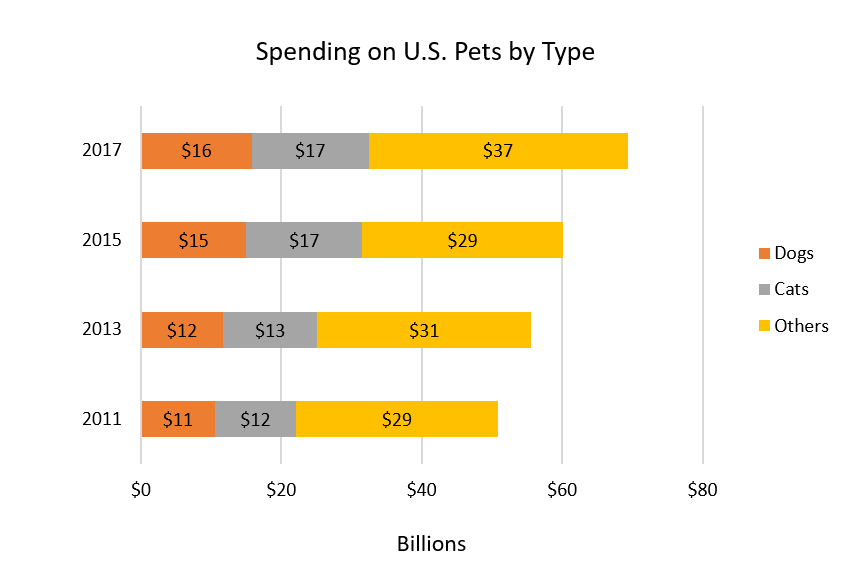 Spending on U.S. Pets by Type
2017 $16 $17 $37
2015 $15 $17 $29
Dogs
Cats
Others
2013 $12 $13 $31
2011 $11 $12 $29
$0 $20 $40 $60 $80
Billions